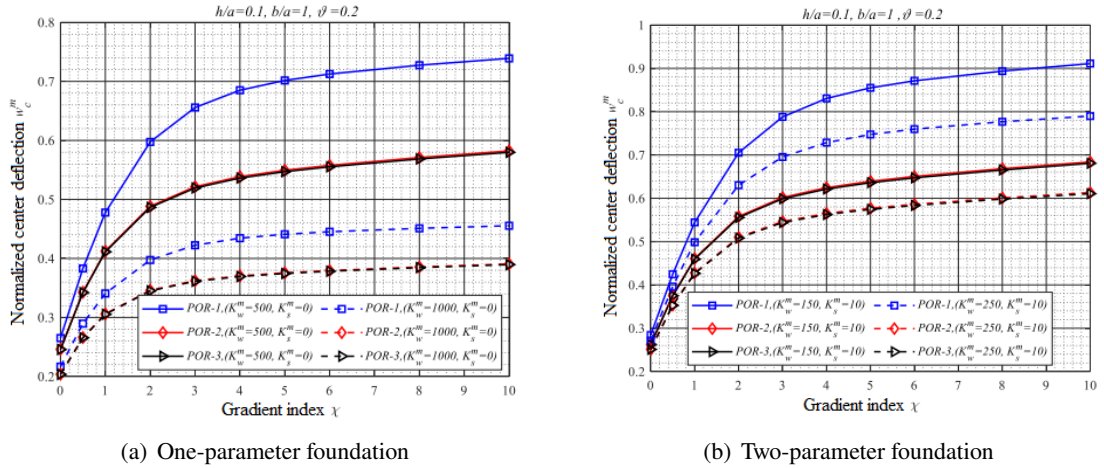 h/a=0.1, b/a=1, ϑ=0.2
0.8
0.7
0.6
0.5
0.4
0.3
0.2
Normalized center deflection w_c^m
POR-1,(K_w^m=500, K_s^m=0)
POR-2,(K_w^m=500, K_s^m=0)
POR-3,(K_w^m=500, K_s^m=0)
POR-1,(K_w^m=1000, K_s^m=0)
POR-2,(K_w^m=1000, K_s^m=0)
POR-3,(K_w^m=1000, K_s^m=0)
0 1 2 3 4 5 6 7 8 9 10
Gradient index χ
(a) One-parameter foundation
h/a=0.1, b/a=1 ,ϑ=0.2
1
0.9
0.8
0.7
0.6
0.5
0.4
0.3
0.2
Normalized center deflection w_c^m
POR-1,(K_w^m=150, K_s^m=10)
POR-2,(K_w^m=150, K_s^m=10)
POR-3,(K_w^m=150, K_s^m=10)
POR-1,(K_w^m=250, K_s^m=10)
POR-2,(K_w^m=250, K_s^m=10)
POR-3,(K_w^m=250, K_s^m=10)
0 1 2 3 4 5 6 7 8 9 10
Gradient index χ
(b) Two-parameter foundation